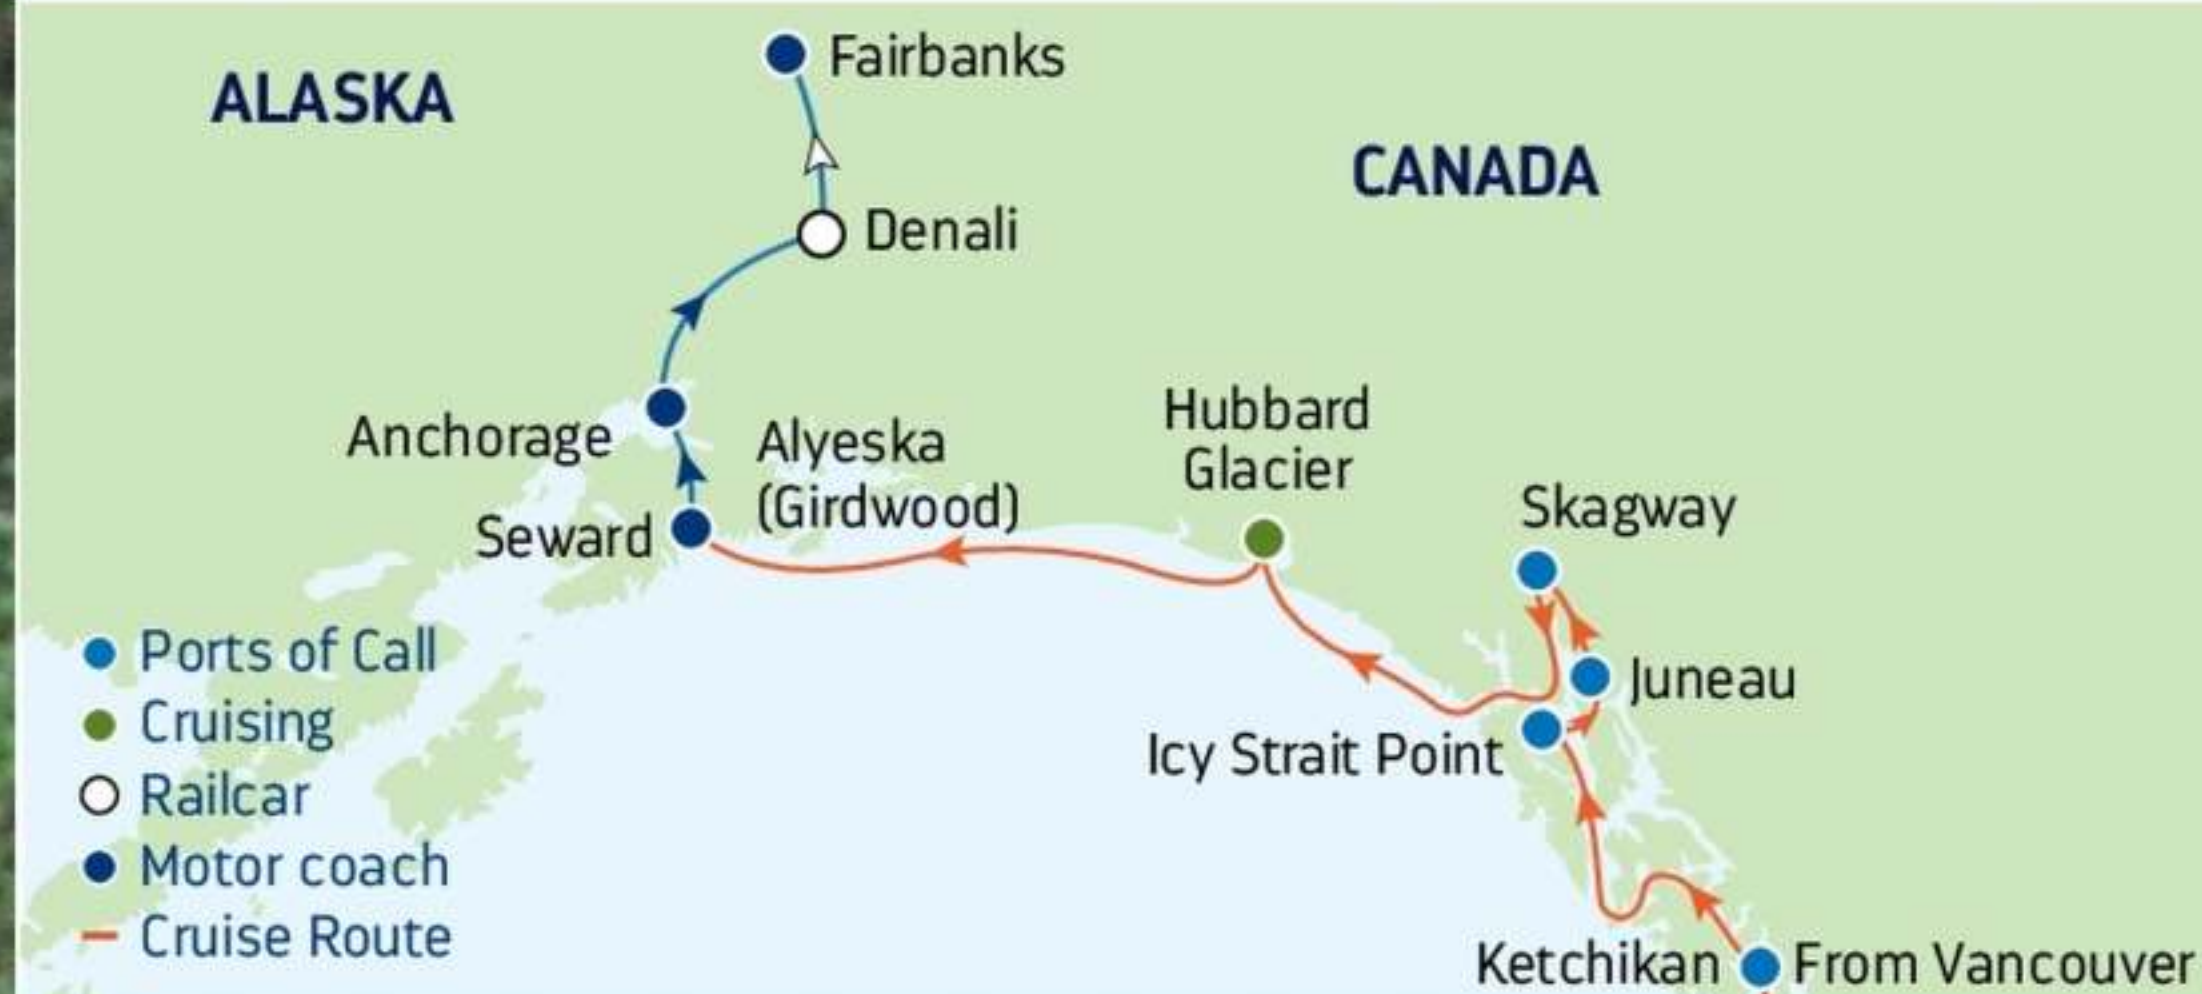 Fairbanks
ALASKA
CANADA
Denali
Hubbard
Glacier
Anchorage
Alyeska
(Girdwood)
Skagway
Seward
Ports of Call
Juneau
Cruising
Icy Strait Point
Railcar
Motor coach
Cruise Route
Ketchikan
From Vancouver